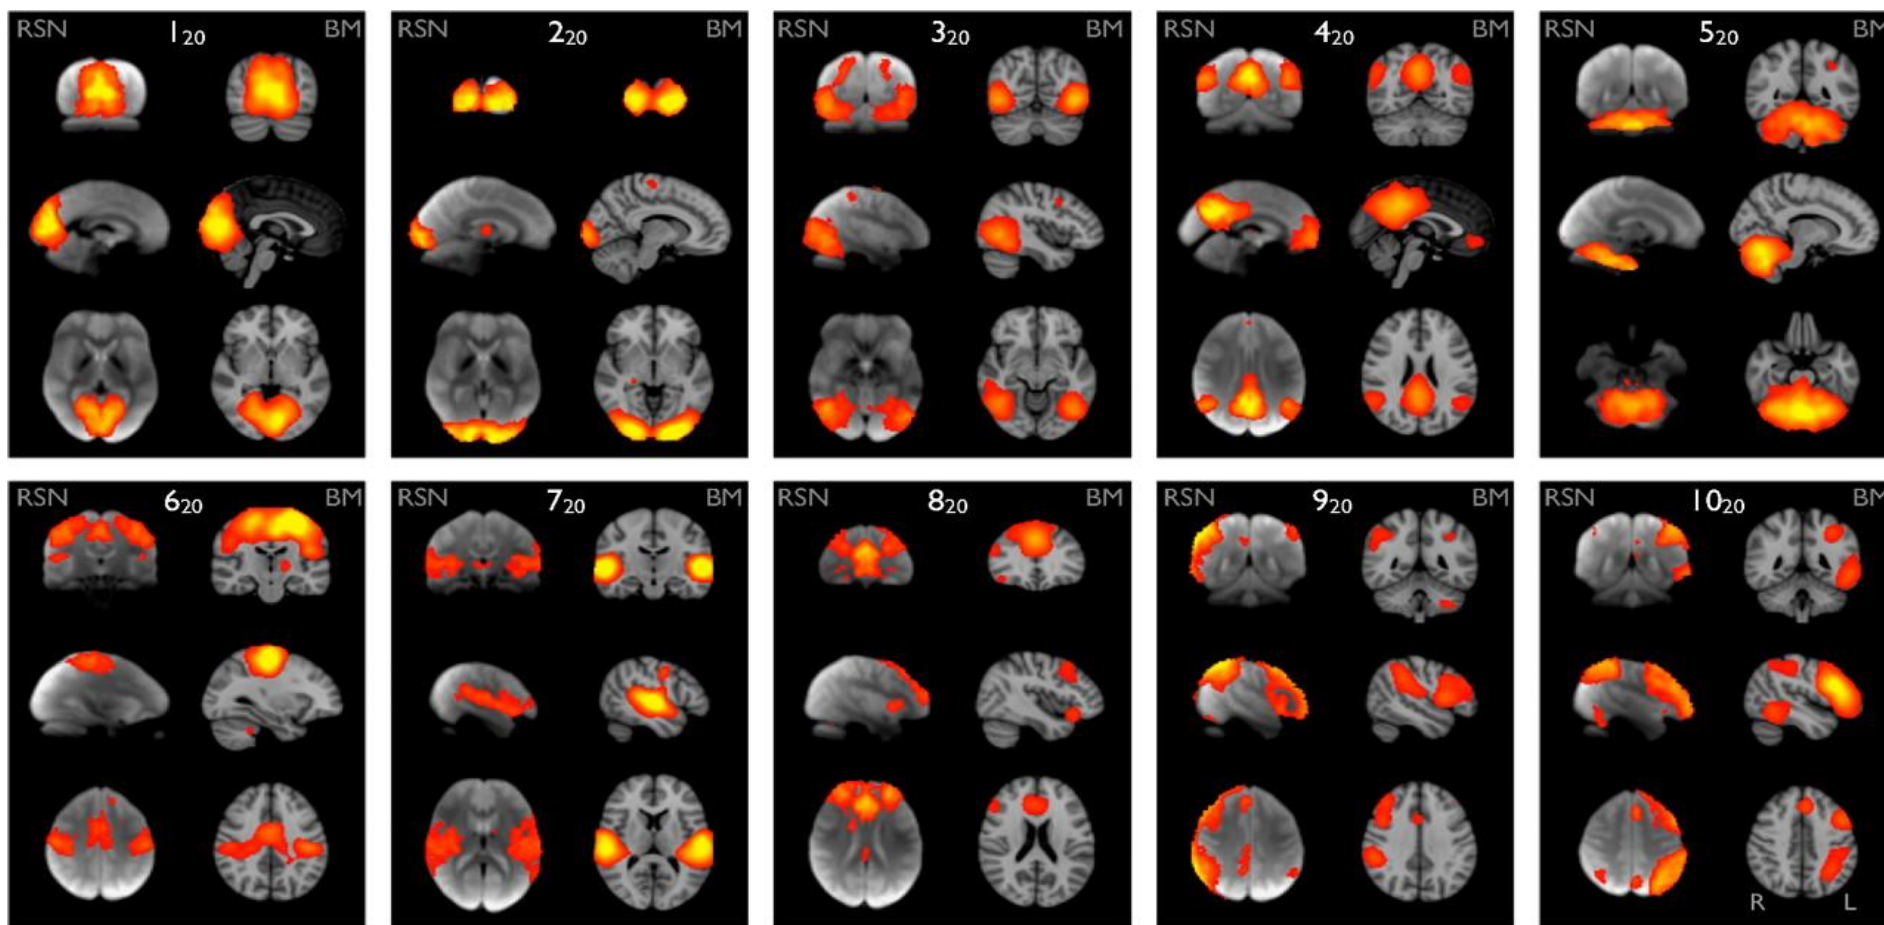 RSN 1₂₀ BM
RSN 2₂₀ BM
RSN 3₂₀ BM
RSN 4₂₀ BM
RSN 5₂₀ BM
RSN 6₂₀ BM
RSN 7₂₀ BM
RSN 8₂₀ BM
RSN 9₂₀ BM
RSN 10₂₀ BM
R L